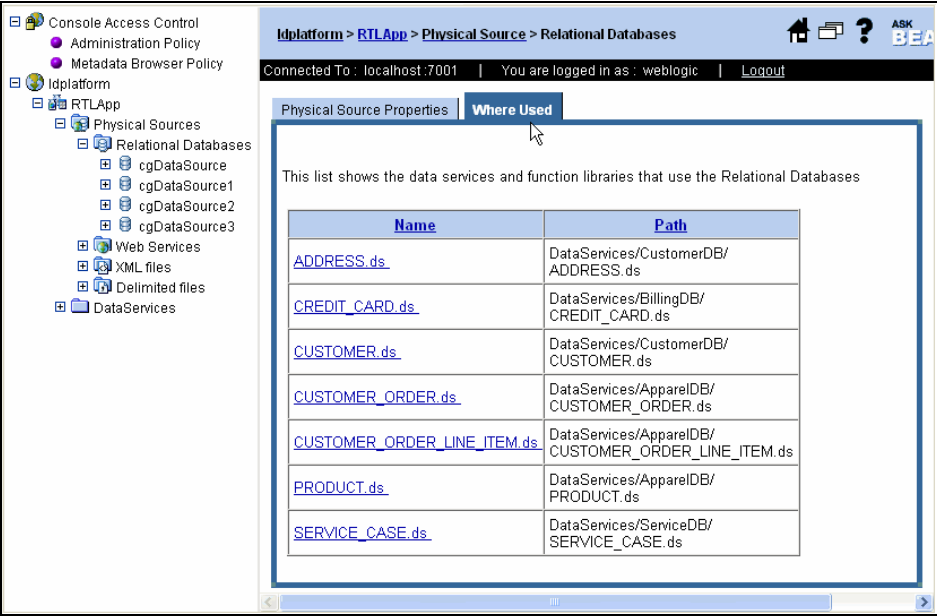 Console Access Control
Administration Policy
Metadata Browser Policy
ldplatform
RTLApp
Physical Sources
Relational Databases
cgDataSource
cgDataSource1
cgDataSource2
cgDataSource3
Web Services
XML files
Delimited files
DataServices
ldplatform > RTLApp > Physical Source > Relational Databases
?
ASK
BEA
Connected To : localhost:7001 | You are logged in as : weblogic | Logout
Physical Source Properties
Where Used
This list shows the data services and function libraries that use the Relational Databases
Name Path
ADDRESS.ds
DataServices/CustomerDB/
ADDRESS.ds
CREDIT_CARD.ds
DataServices/BillingDB/
CREDIT_CARD.ds
CUSTOMER.ds
DataServices/CustomerDB/
CUSTOMER.ds
CUSTOMER_ORDER.ds
DataServices/ApparelDB/
CUSTOMER_ORDER.ds
CUSTOMER_ORDER_LINE_ITEM.ds
DataServices/ApparelDB/
CUSTOMER_ORDER_LINE_ITEM.ds
PRODUCT.ds
DataServices/ApparelDB/
PRODUCT.ds
SERVICE_CASE.ds
DataServices/ServiceDB/
SERVICE_CASE.ds